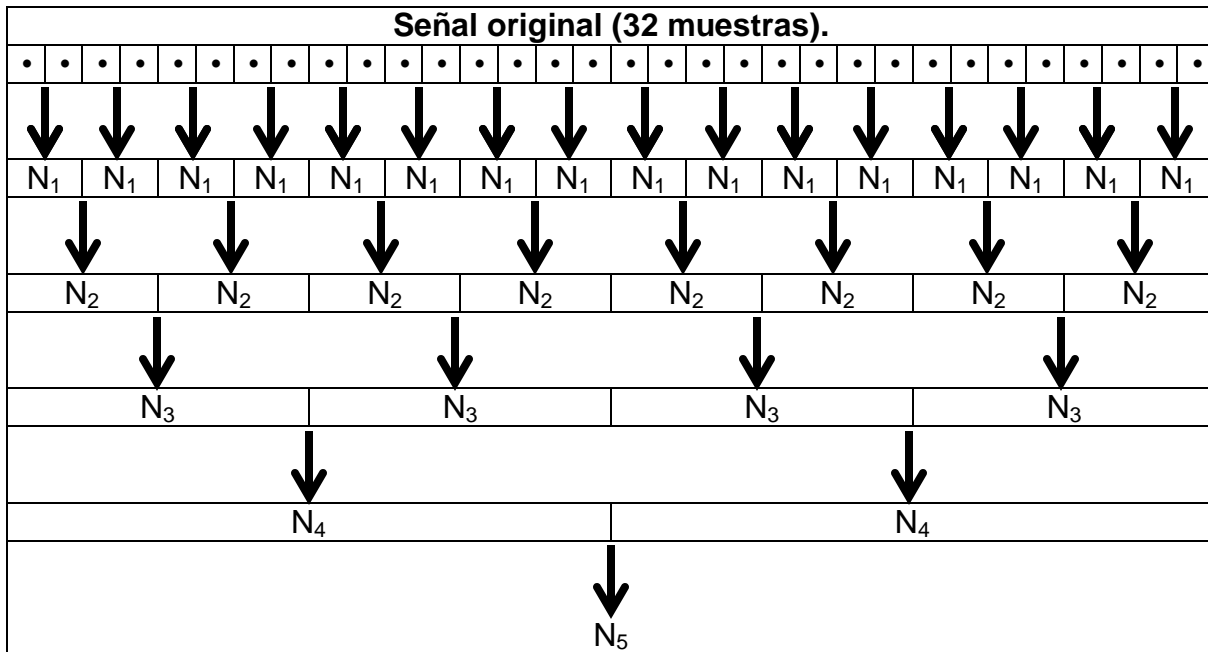 Señal original (32 muestras).
• • • • • • • • • • • • • • • • • • • • • • • • • • • • • • • •
N₁ N₁ N₁ N₁ N₁ N₁ N₁ N₁ N₁ N₁ N₁ N₁ N₁ N₁ N₁ N₁
N₂ N₂ N₂ N₂ N₂ N₂ N₂ N₂
N₃ N₃ N₃ N₃
N₄ N₄
N₅